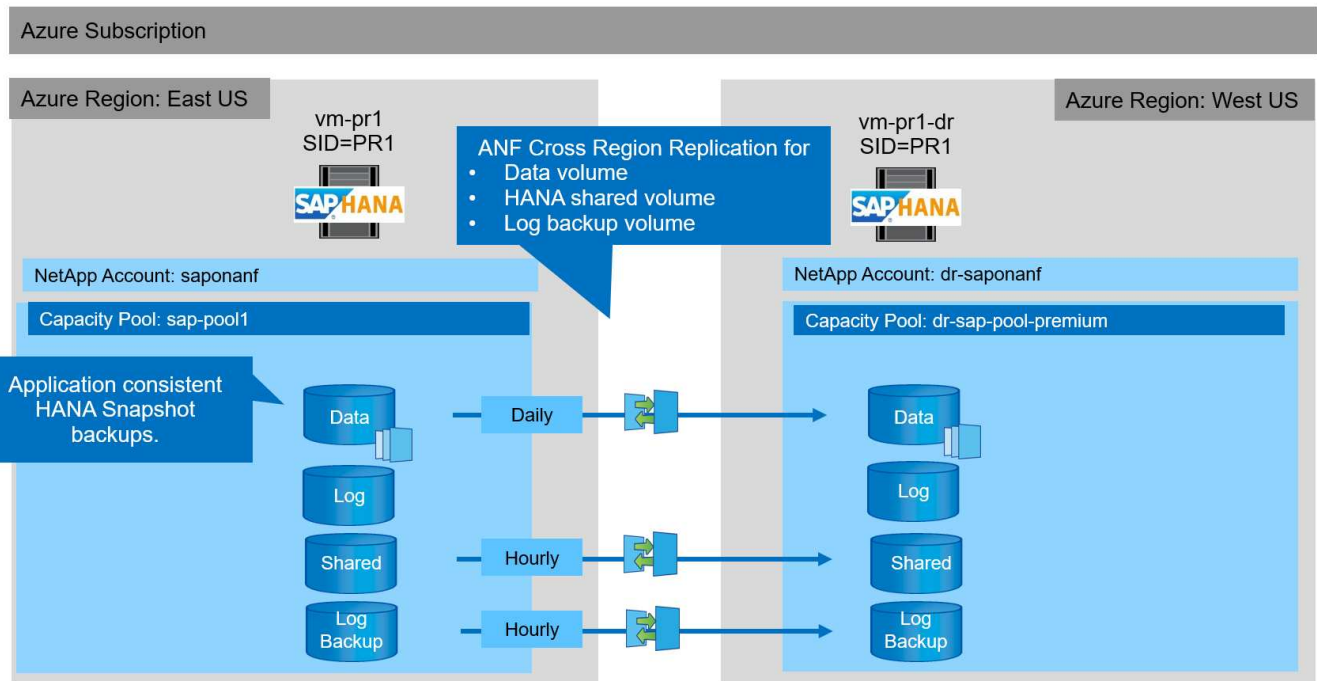 Azure Subscription
Azure Region: East US
Azure Region: West US
vm-pr1
SID=PR1
SAP HANA
ANF Cross Region Replication for
• Data volume
• HANA shared volume
• Log backup volume
vm-pr1-dr
SID=PR1
SAP HANA
NetApp Account: saponanf
NetApp Account: dr-saponanf
Capacity Pool: sap-pool1
Capacity Pool: dr-sap-pool-premium
Application consistent
HANA Snapshot
backups.
Data
Daily
Data
Log
Log
Shared
Hourly
Shared
Log
Backup
Hourly
Log
Backup